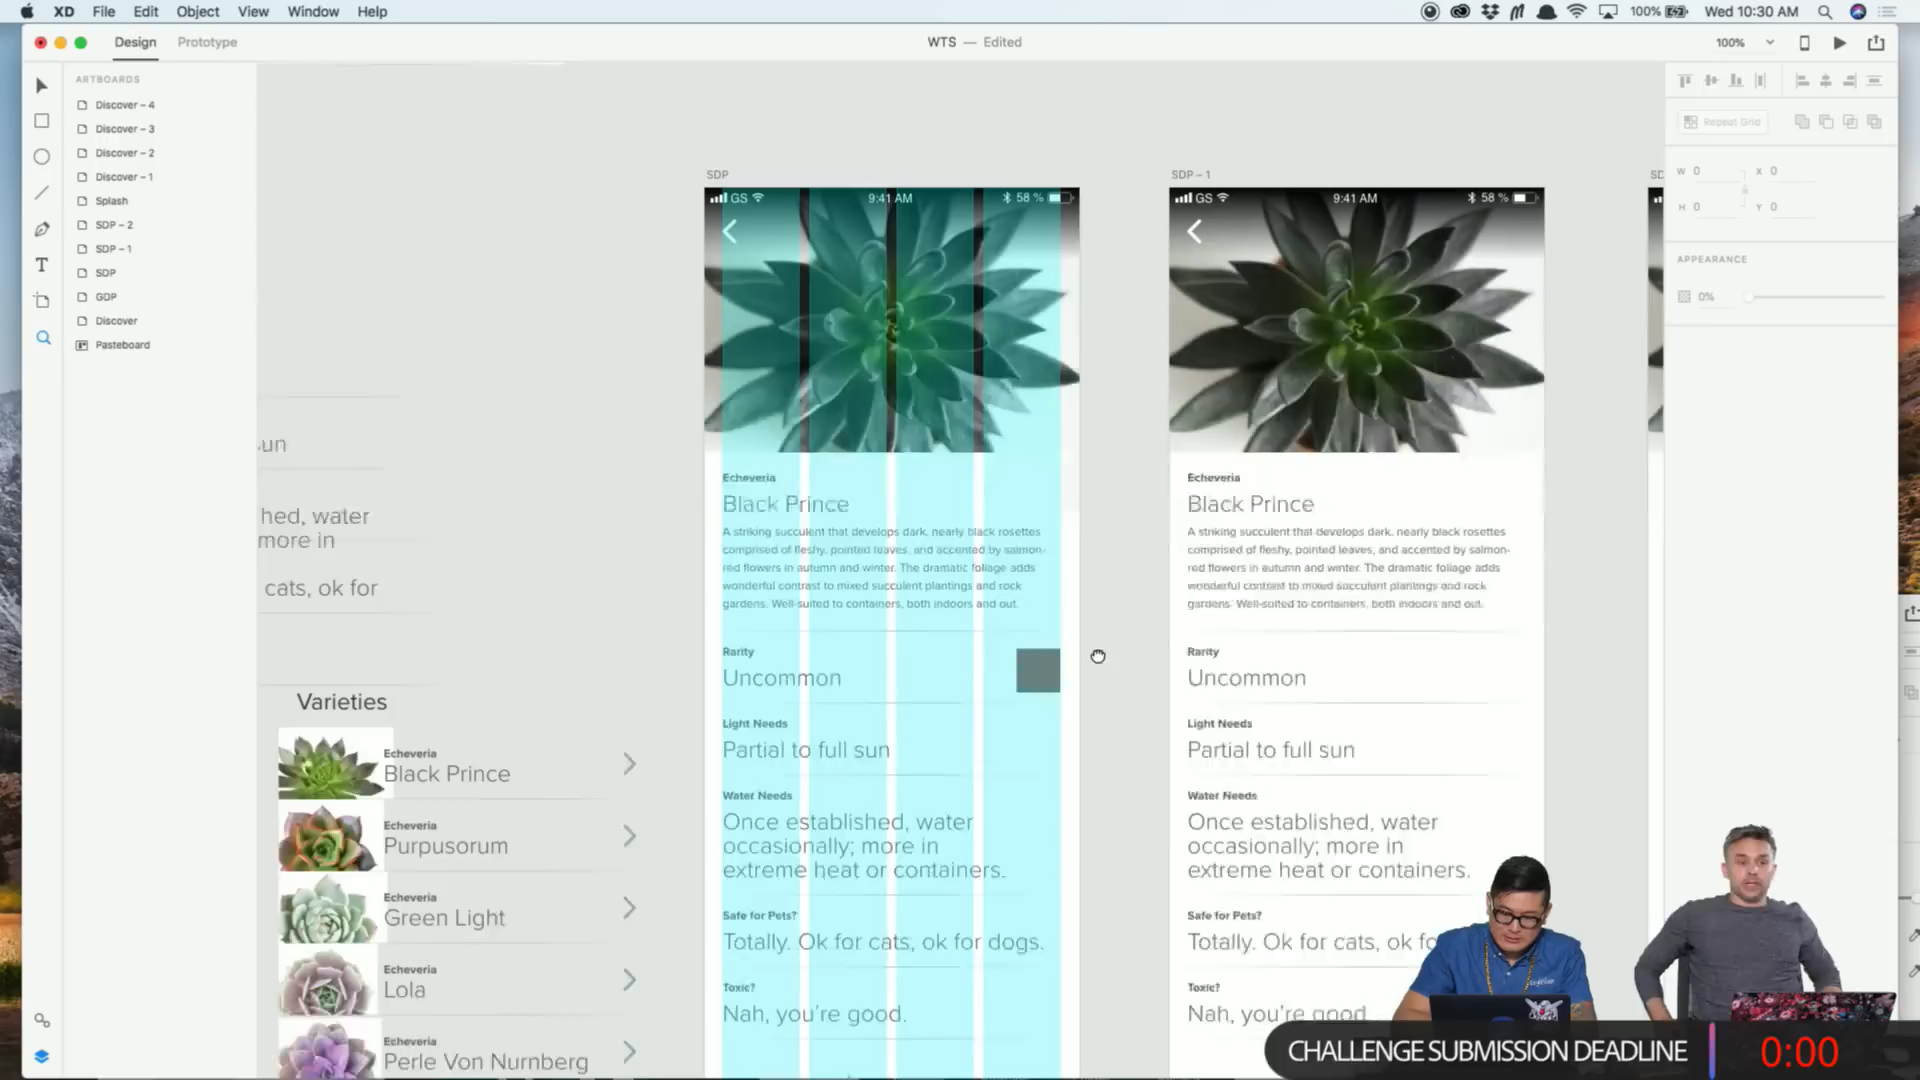 XD File Edit Object View Window Help
100% Wed 10:30 AM
Design Prototype
WTS — Edited
100%
ARTBOARDS
Discover – 4
Discover – 3
Discover – 2
Discover – 1
Splash
SDP – 2
SDP – 1
SDP
GDP
Discover
Pasteboard
hed, water
more in
cats, ok for
Varieties
Echeveria
Black Prince
Echeveria
Purpusorum
Echeveria
Green Light
Echeveria
Lola
Echeveria
Perle Von Nurnberg
SDP
GS 9:41 AM 58 %
Echeveria
Black Prince
A striking succulent that develops dark, nearly black rosettes
comprised of fleshy, pointed leaves, and accented by salmon-
red flowers in autumn and winter. The dramatic foliage adds
wonderful contrast to mixed succulent plantings and rock
gardens. Well-suited to containers, both indoors and out.
Rarity
Uncommon
Light Needs
Partial to full sun
Water Needs
Once established, water
occasionally; more in
extreme heat or containers.
Safe for Pets?
Totally. Ok for cats, ok for dogs.
Toxic?
Nah, you're good.
SDP – 1
GS 9:41 AM 58 %
Echeveria
Black Prince
A striking succulent that develops dark, nearly black rosettes
comprised of fleshy, pointed leaves, and accented by salmon-
red flowers in autumn and winter. The dramatic foliage adds
wonderful contrast to mixed succulent plantings and rock
gardens. Well-suited to containers, both indoors and out.
Rarity
Uncommon
Light Needs
Partial to full sun
Water Needs
Once established, water
occasionally; more in
extreme heat or containers.
Safe for Pets?
Totally. Ok for cats, ok fo
Toxic?
Nah, you're good
SD
Repeat Grid
W 0 X 0
H 0 Y 0
APPEARANCE
0%
CHALLENGE SUBMISSION DEADLINE 0:00